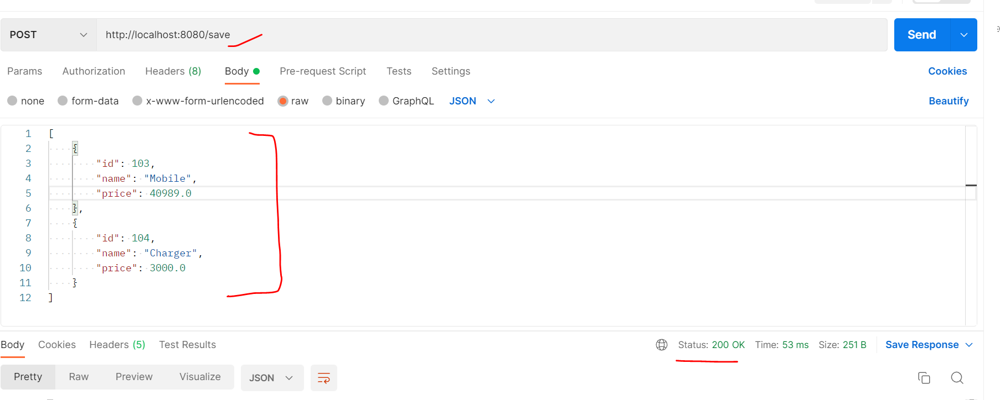 POST http://localhost:8080/save Send
Params Authorization Headers (8) Body Pre-request Script Tests Settings Cookies
none form-data x-www-form-urlencoded raw binary GraphQL JSON Beautify
1 [
2 {
3 "id": 103,
4 "name": "Mobile",
5 "price": 40989.0
6 },
7 {
8 "id": 104,
9 "name": "Charger",
10 "price": 3000.0
11 }
12 ]
Body Cookies Headers (5) Test Results Status: 200 OK Time: 53 ms Size: 251 B Save Response
Pretty Raw Preview Visualize JSON